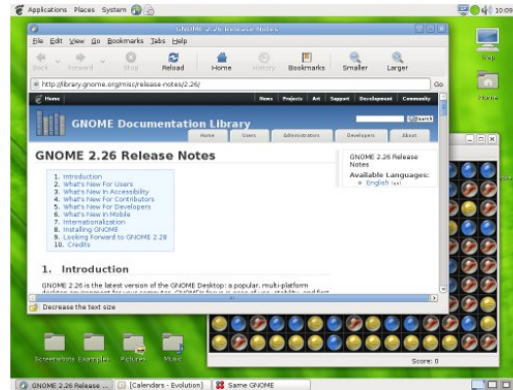 Applications Places System
10:09
GNOME 2.26 Release Notes
File Edit View Go Bookmarks Tabs Help
Back Forward Stop Reload Home History Bookmarks Smaller Larger
http://library.gnome.org/misc/release-notes/2.26/ Go
Home News Projects Art Support Development Community
GNOME Documentation Library
Search
Home Users Administrators Developers About
GNOME 2.26 Release Notes
1. Introduction
2. What's New For Users
3. What's New In Accessibility
4. What's New For Contributors
5. What's New For Developers
6. What's New In Mobile
7. Internationalization
8. Installing GNOME
9. Looking Forward to GNOME 2.28
10. Credits
GNOME 2.26 Release
Notes
Available Languages:
English
1. Introduction
GNOME 2.26 is the latest version of the GNOME Desktop: a popular, multi-platform
Decrease the text size
Home
Screenshots Examples Pictures Music
Score: 0
GNOME 2.26 Release ... [Calendars - Evolution] Same GNOME